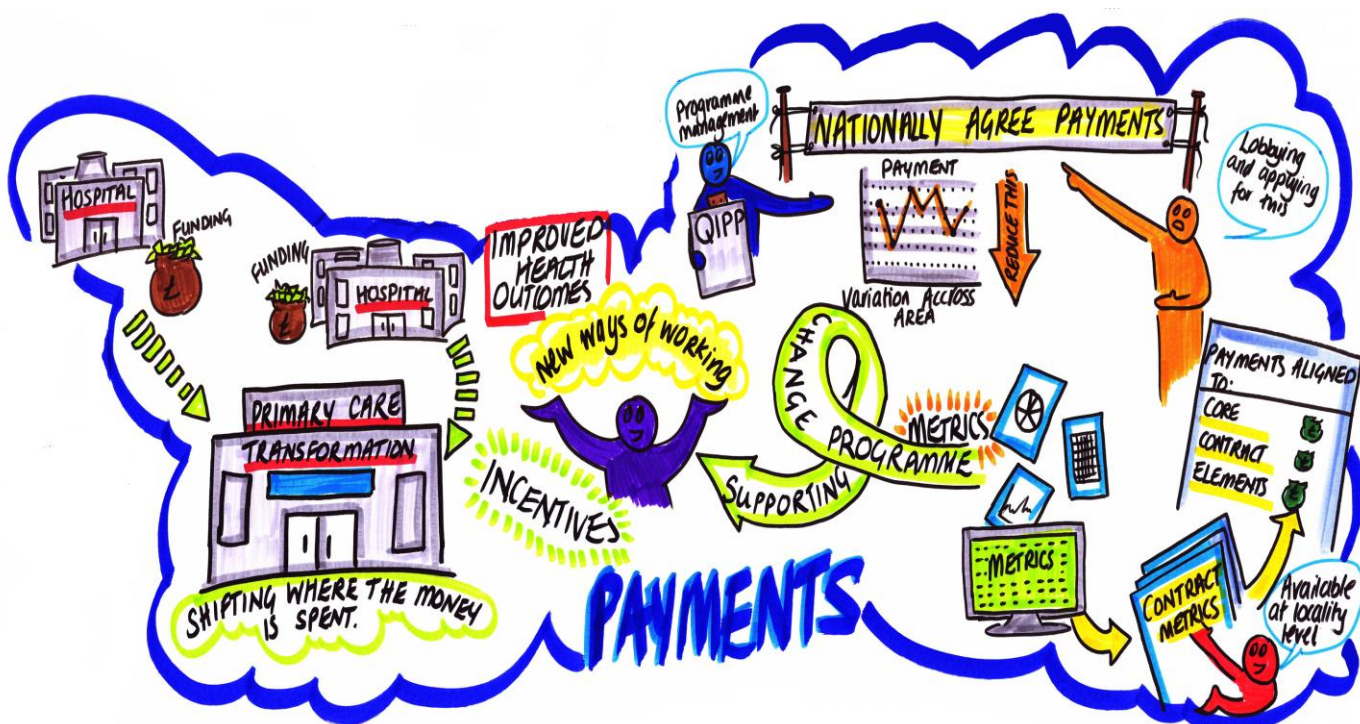 HOSPITAL
FUNDING
FUNDING
HOSPITAL
£
PRIMARY CARE
TRANSFORMATION
SHIFTING WHERE THE MONEY
IS SPENT.
IMPROVED
HEALTH
OUTCOMES
New ways of working
INCENTIVES
PAYMENTS
Programme
management
QIPP
NATIONALLY AGREE PAYMENTS
PAYMENT
Variation Accross
AREA
REDUCE THIS
Lobbying
and applying
for this
SUPPORTING
CHANGE PROGRAMME
METRICS
METRICS
CONTRACT
METRICS
Available
at locality
level
PAYMENTS ALIGNED
TO:
CORE
CONTRACT
ELEMENTS
£